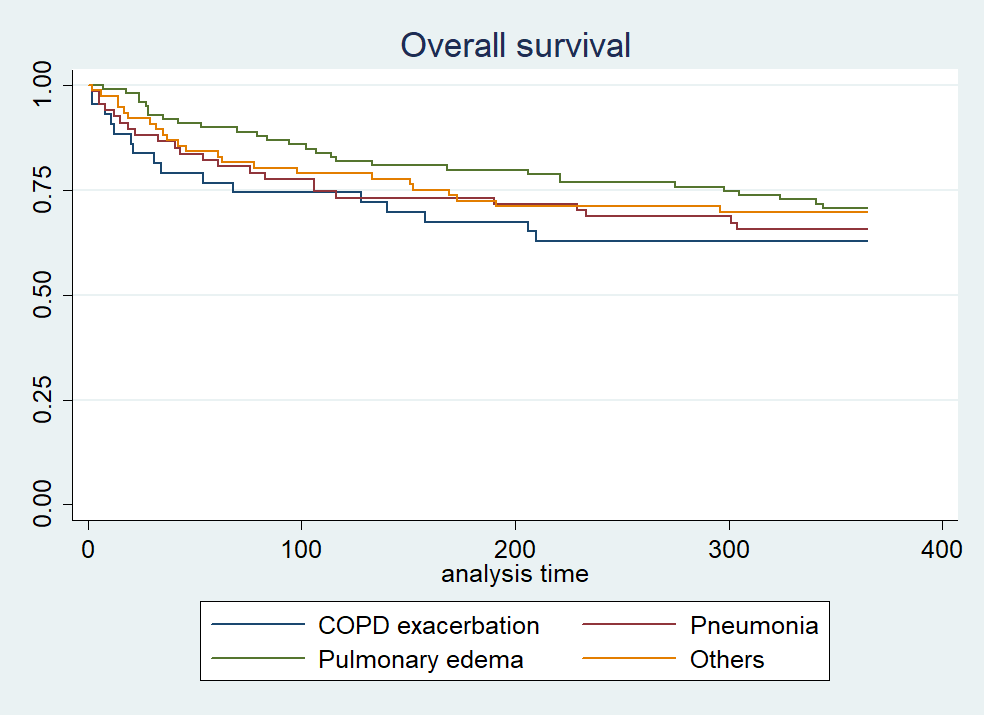 Overall survival
1.00
0.75
0.50
0.25
0.00
0 100 200 300 400
analysis time
COPD exacerbation Pneumonia
Pulmonary edema Others